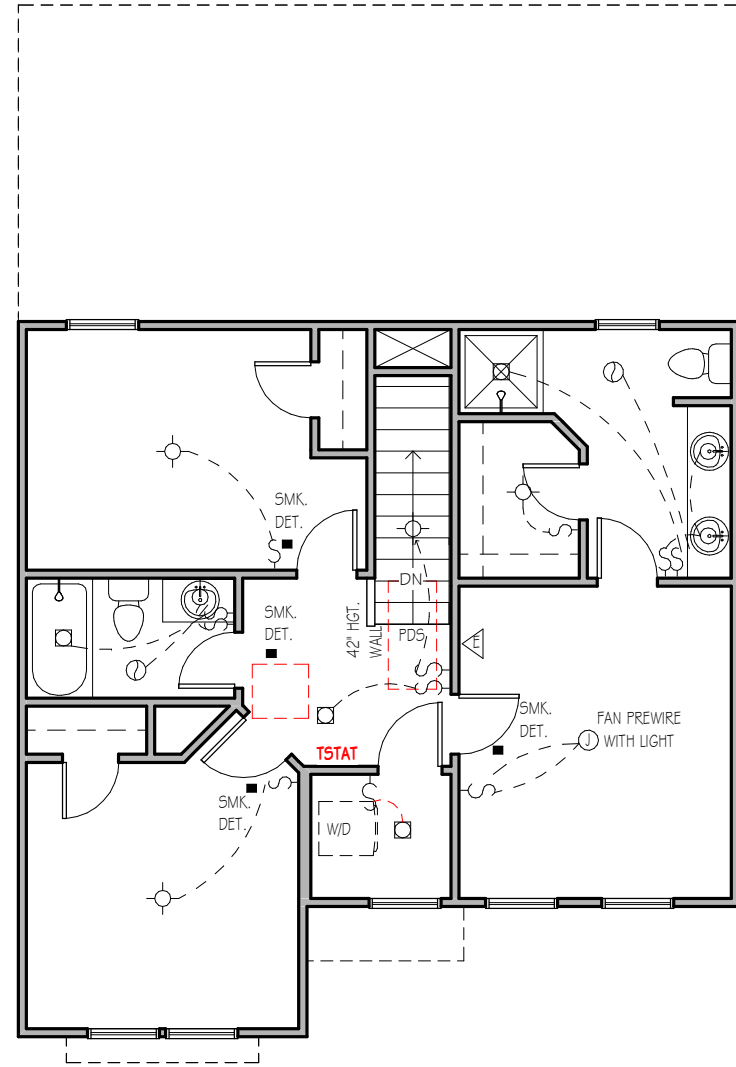 SMK.
DET.
DN
SMK.
DET.
42" HGT.
WALL
PDS
E
SMK.
DET.
FAN PREWIRE
WITH LIGHT
J
TSTAT
SMK.
DET.
W/D